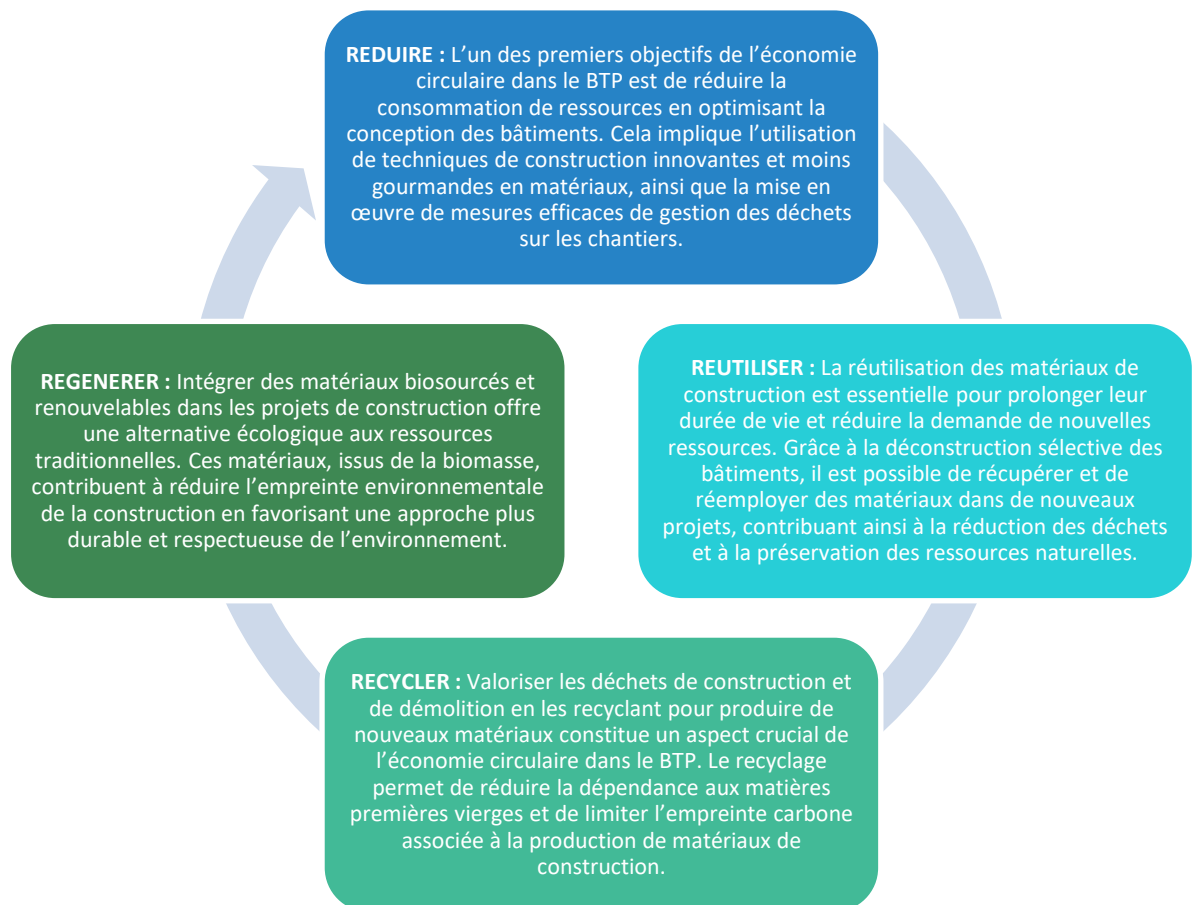 REDUIRE : L’un des premiers objectifs de l’économie
circulaire dans le BTP est de réduire la
consommation de ressources en optimisant la
conception des bâtiments. Cela implique l’utilisation
de techniques de construction innovantes et moins
gourmandes en matériaux, ainsi que la mise en
œuvre de mesures efficaces de gestion des déchets
sur les chantiers.
REUTILISER : La réutilisation des matériaux de
construction est essentielle pour prolonger leur
durée de vie et réduire la demande de nouvelles
ressources. Grâce à la déconstruction sélective des
bâtiments, il est possible de récupérer et de
réemployer des matériaux dans de nouveaux
projets, contribuant ainsi à la réduction des déchets
et à la préservation des ressources naturelles.
RECYCLER : Valoriser les déchets de construction et
de démolition en les recyclant pour produire de
nouveaux matériaux constitue un aspect crucial de
l’économie circulaire dans le BTP. Le recyclage
permet de réduire la dépendance aux matières
premières vierges et de limiter l’empreinte carbone
associée à la production de matériaux de
construction.
REGENERER : Intégrer des matériaux biosourcés et
renouvelables dans les projets de construction offre
une alternative écologique aux ressources
traditionnelles. Ces matériaux, issus de la biomasse,
contribuent à réduire l’empreinte environnementale
de la construction en favorisant une approche plus
durable et respectueuse de l’environnement.